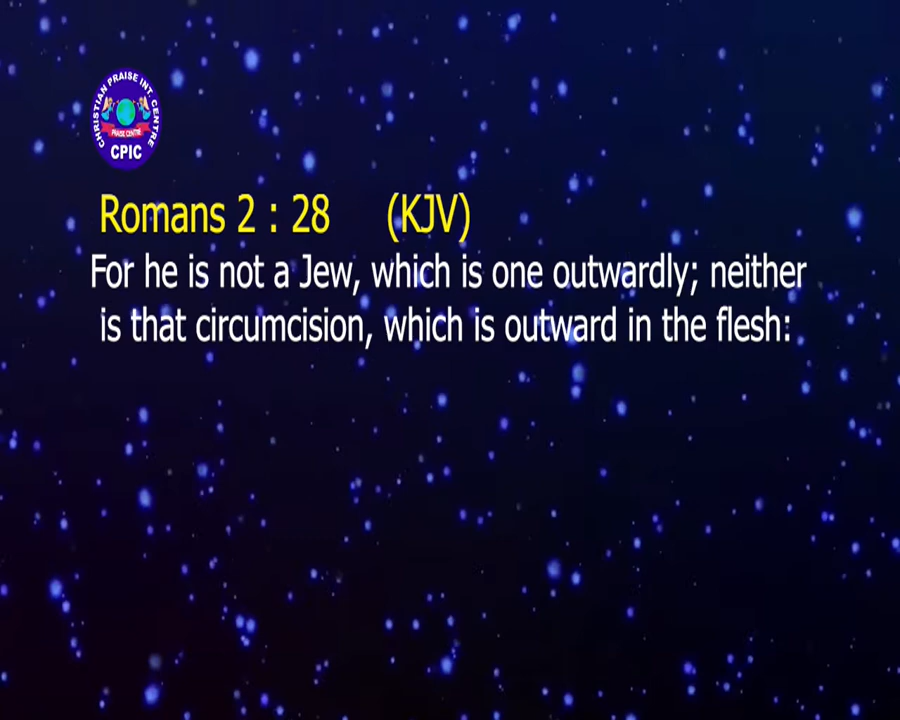 CHRISTIAN PRAISE INT. CENTRE
PRAISE CENTRE
CPIC
Romans 2 : 28 (KJV)
For he is not a Jew, which is one outwardly; neither
is that circumcision, which is outward in the flesh: